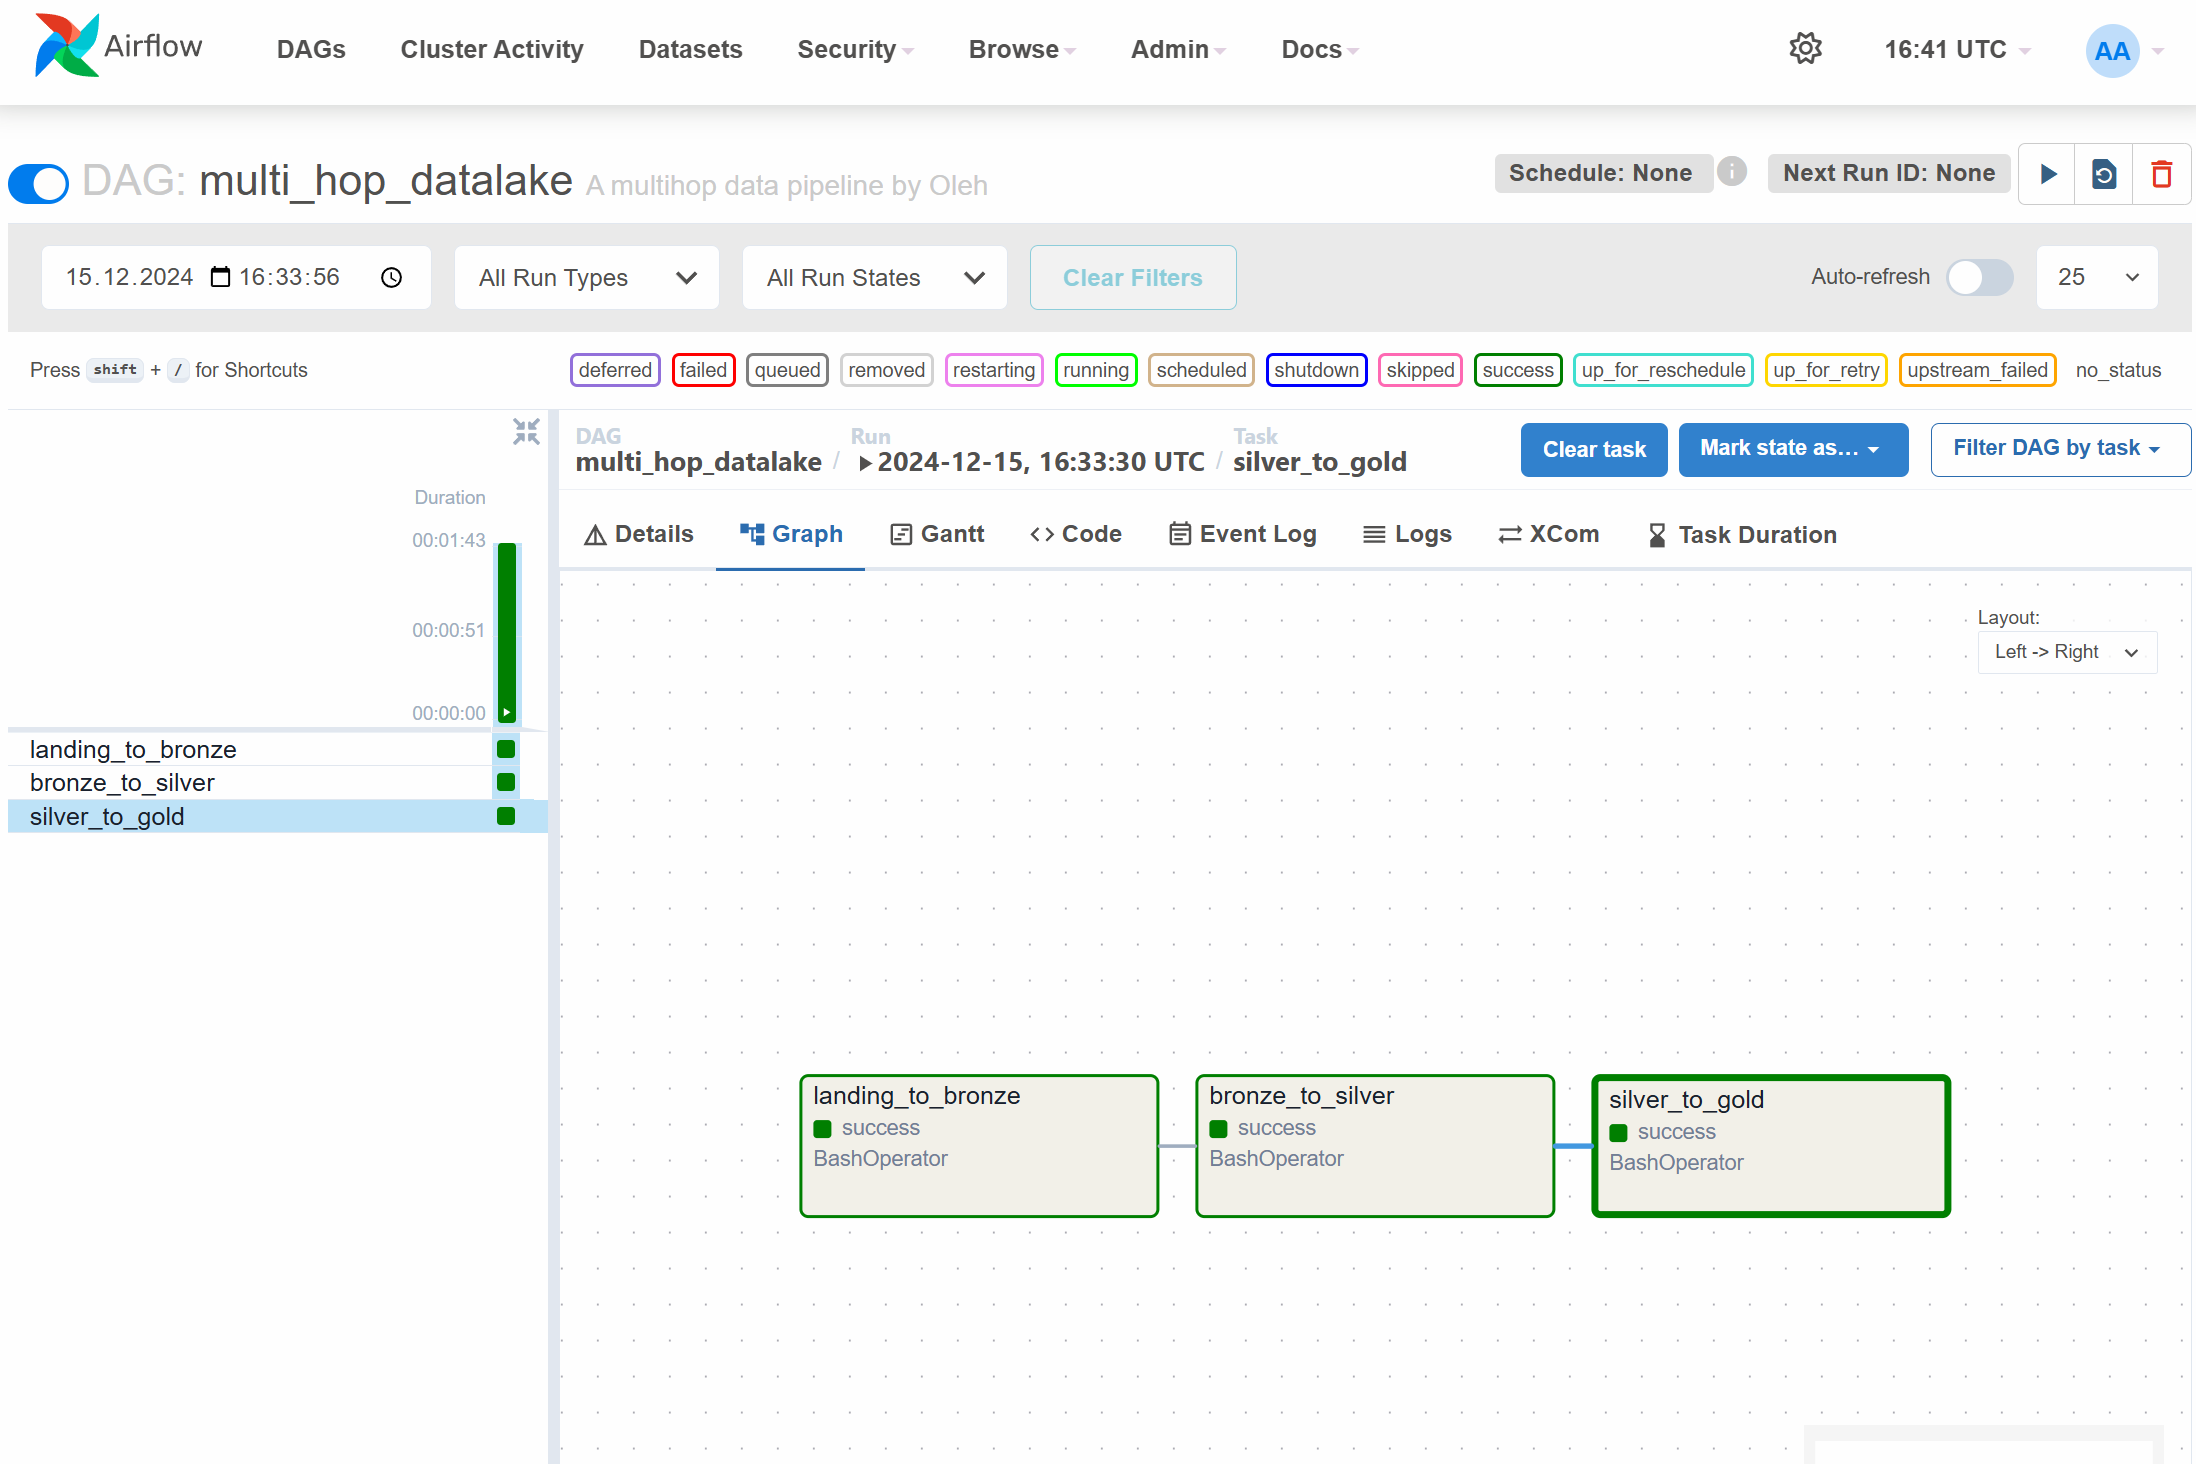 Airflow DAGs Cluster Activity Datasets Security Browse Admin Docs 16:41 UTC AA
DAG: multi_hop_datalake A multihop data pipeline by Oleh Schedule: None i Next Run ID: None
15.12.2024 16:33:56 All Run Types All Run States Clear Filters Auto-refresh 25
Press shift + / for Shortcuts deferred failed queued removed restarting running scheduled shutdown skipped success up_for_reschedule up_for_retry upstream_failed no_status
DAG Run Task
multi_hop_datalake / 2024-12-15, 16:33:30 UTC / silver_to_gold Clear task Mark state as… Filter DAG by task
Details Graph Gantt Code Event Log Logs XCom Task Duration
Duration
00:01:43
00:00:51
00:00:00
landing_to_bronze
bronze_to_silver
silver_to_gold
Layout:
Left -> Right
landing_to_bronze
success
BashOperator
bronze_to_silver
success
BashOperator
silver_to_gold
success
BashOperator